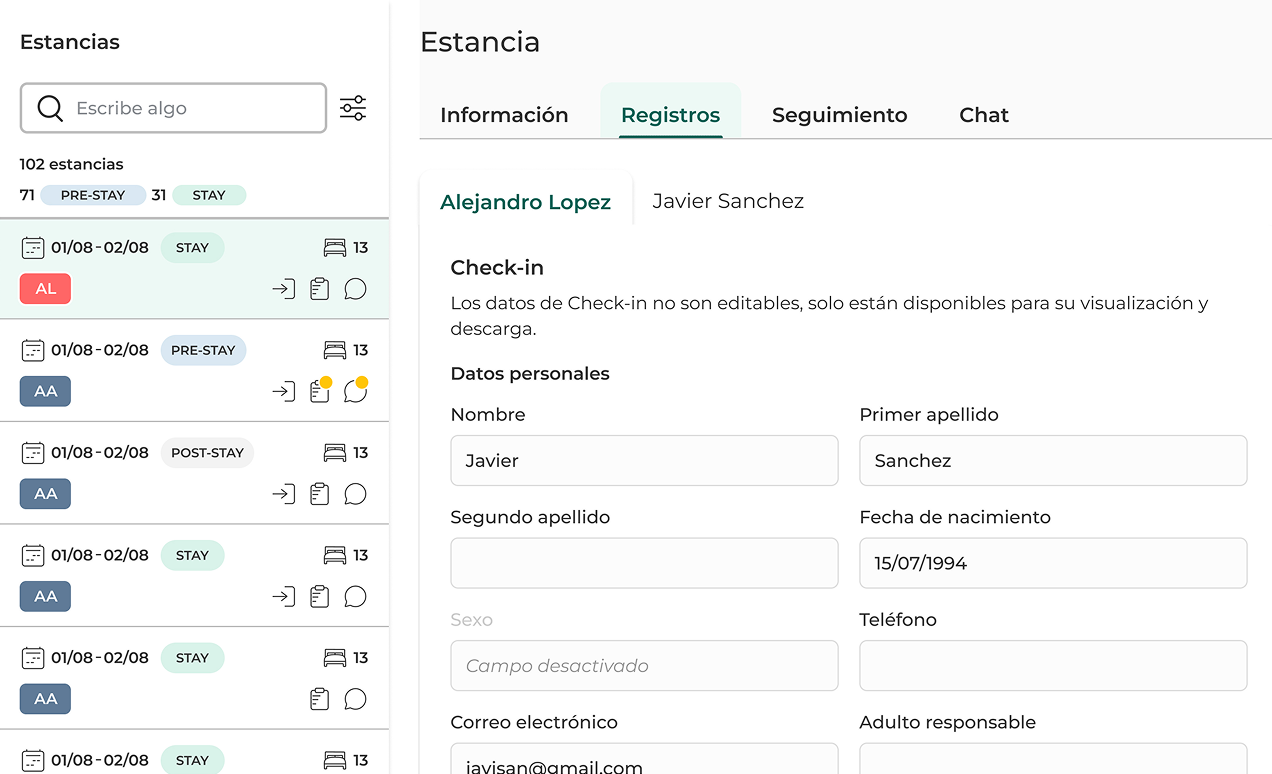 Estancias
Escribe algo
102 estancias
71 PRE-STAY 31 STAY
01/08-02/08 STAY 13
AL
01/08-02/08 PRE-STAY 13
AA
01/08-02/08 POST-STAY 13
AA
01/08-02/08 STAY 13
AA
01/08-02/08 STAY 13
AA
01/08-02/08 STAY 13
Estancia
Información Registros Seguimiento Chat
Alejandro Lopez Javier Sanchez
Check-in
Los datos de Check-in no son editables, solo están disponibles para su visualización y
descarga.
Datos personales
Nombre Primer apellido
Javier Sanchez
Segundo apellido Fecha de nacimiento
15/07/1994
Sexo Teléfono
Campo desactivado
Correo electrónico Adulto responsable
javisan@gmail.com